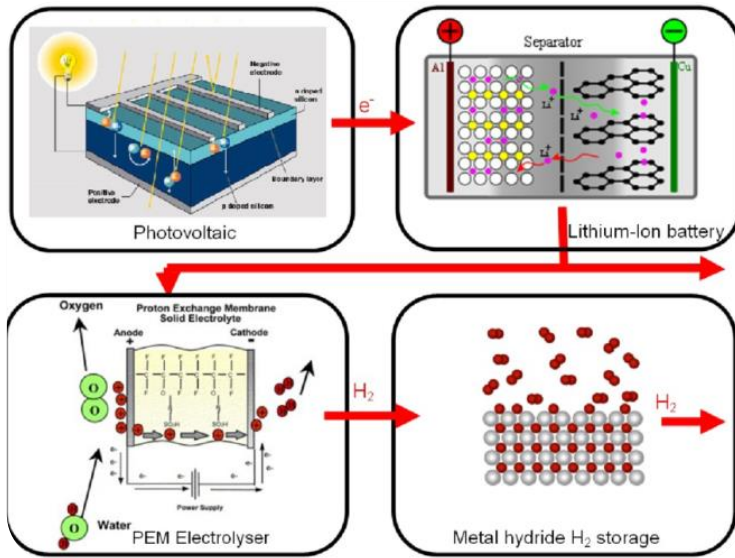 Negative
electrode
n doped
silicon
Boundary layer
Positive
electrode
p doped silicon
Photovoltaic
e⁻
Separator
+
−
Al
Cu
Li⁺
Li⁺
Lithium-Ion battery
Oxygen
Proton Exchange Membrane
Solid Electrolyte
Anode
Cathode
+
−
F F F F F F
C C C C C C
F O F F O F
SO₃H
SO₃H
O
O
e-
e-
e-
e-
e-
e-
Power Supply
O
Water
PEM Electrolyser
H₂
Metal hydride H₂ storage
H₂